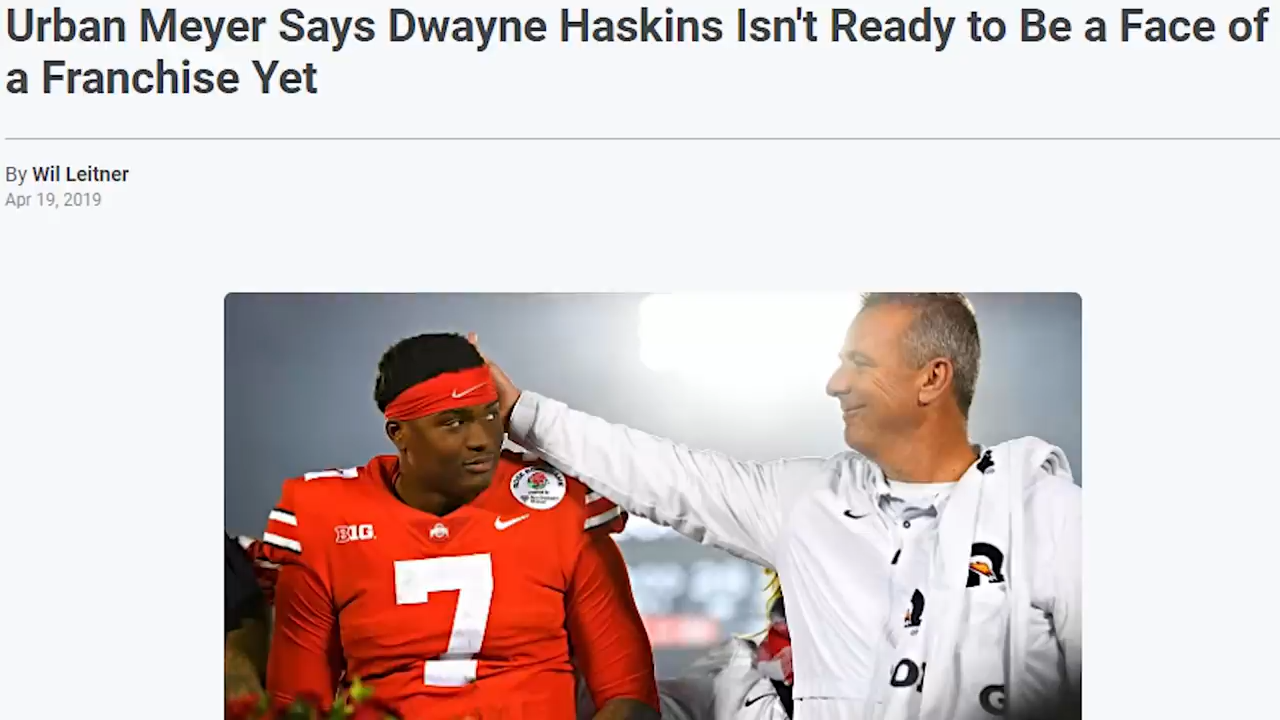 Urban Meyer Says Dwayne Haskins Isn't Ready to Be a Face of
a Franchise Yet
By Wil Leitner
Apr 19, 2019
B1G
7
G